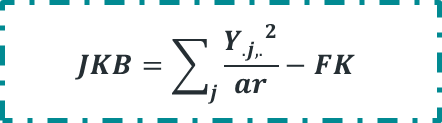 JKB = ∑_j Y_{.j,.}^2 / ar − FK